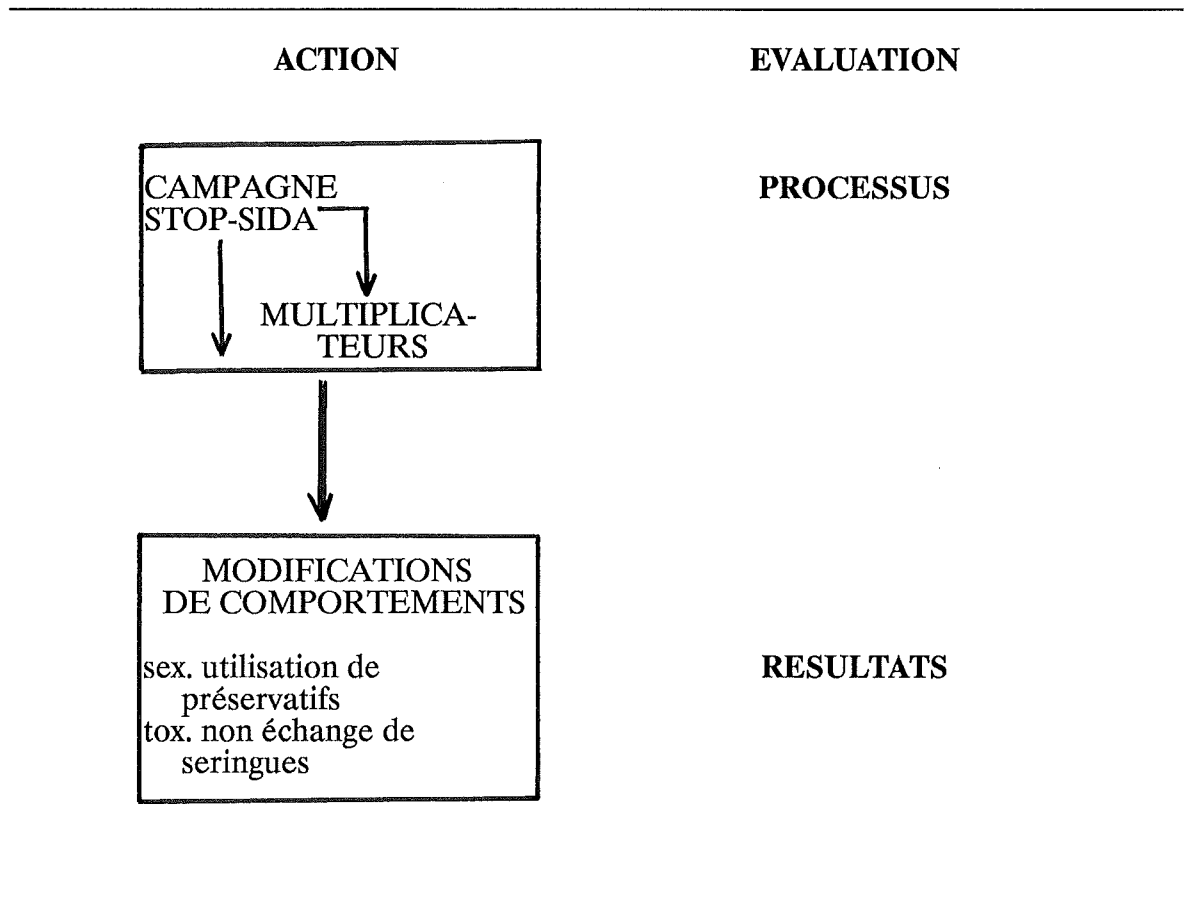 ACTION
EVALUATION
CAMPAGNE
STOP-SIDA
MULTIPLICA-
TEURS
PROCESSUS
MODIFICATIONS
DE COMPORTEMENTS
sex. utilisation de
préservatifs
tox. non échange de
seringues
RESULTATS